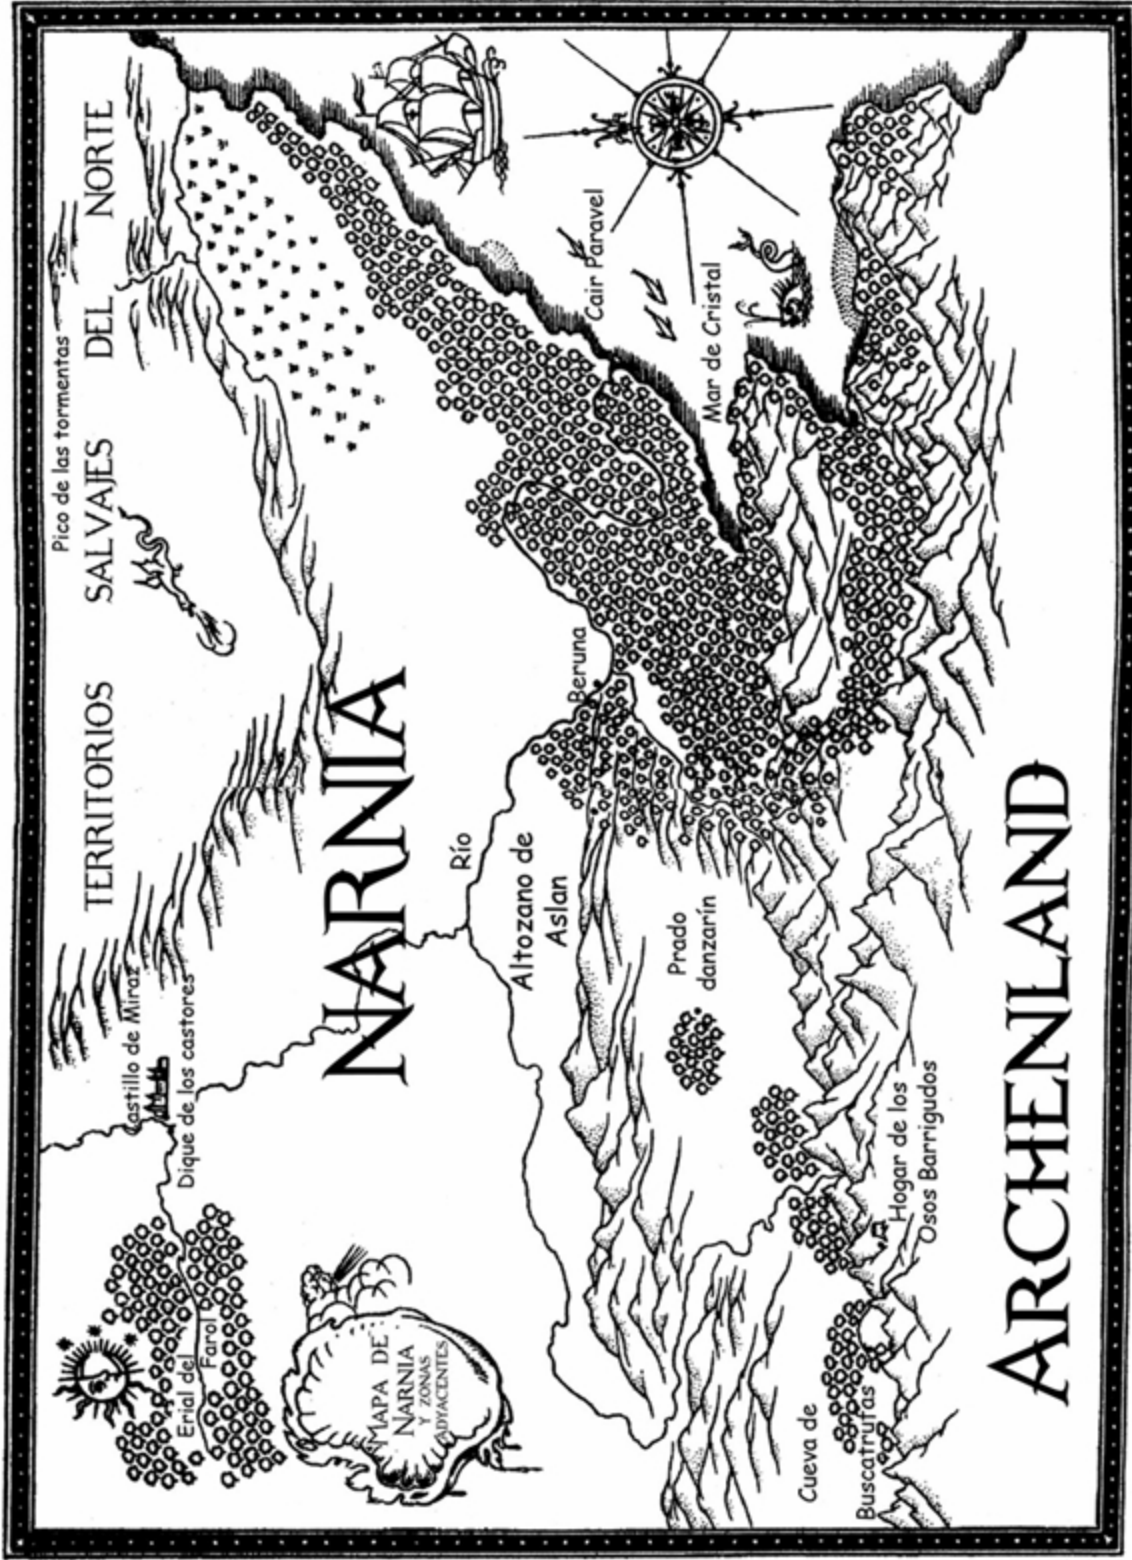 Pico de las tormentas
TERRITORIOS SALVAJES DEL NORTE
Castillo de Miraz
Dique de los castores
Erial del
Farol
NARNIA
MAPA DE
NARNIA
Y ZONAS
ADYACENTES
Río
Altozano de
Aslan
Beruna
Cair Paravel
Prado
danzarín
Mar de Cristal
Cueva de
Buscatrufas
Hogar de los
Osos Barrigudos
ARCHENLAND